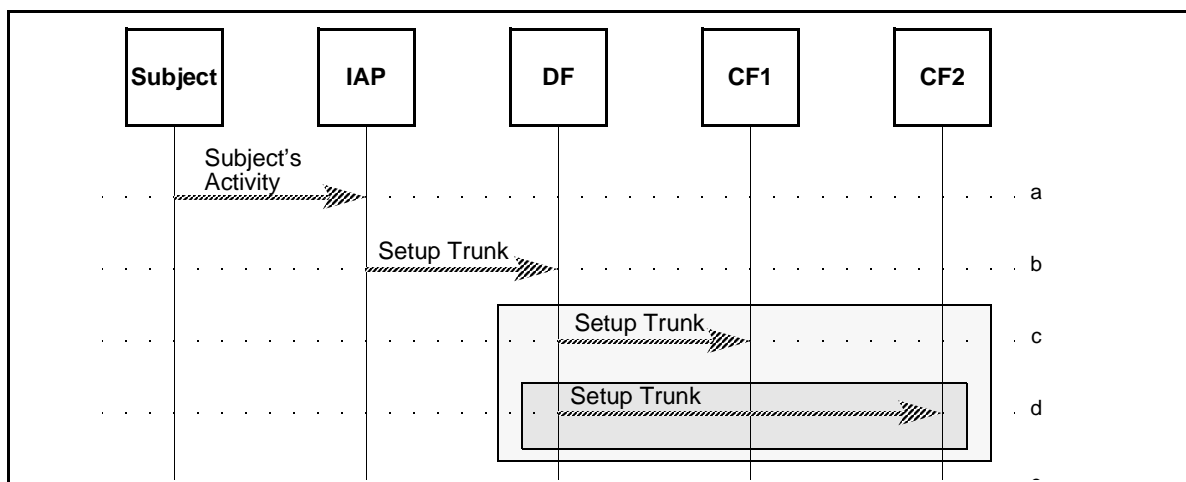 Subject IAP DF CF1 CF2
Subject's
Activity
a
Setup Trunk
b
Setup Trunk
c
Setup Trunk
d